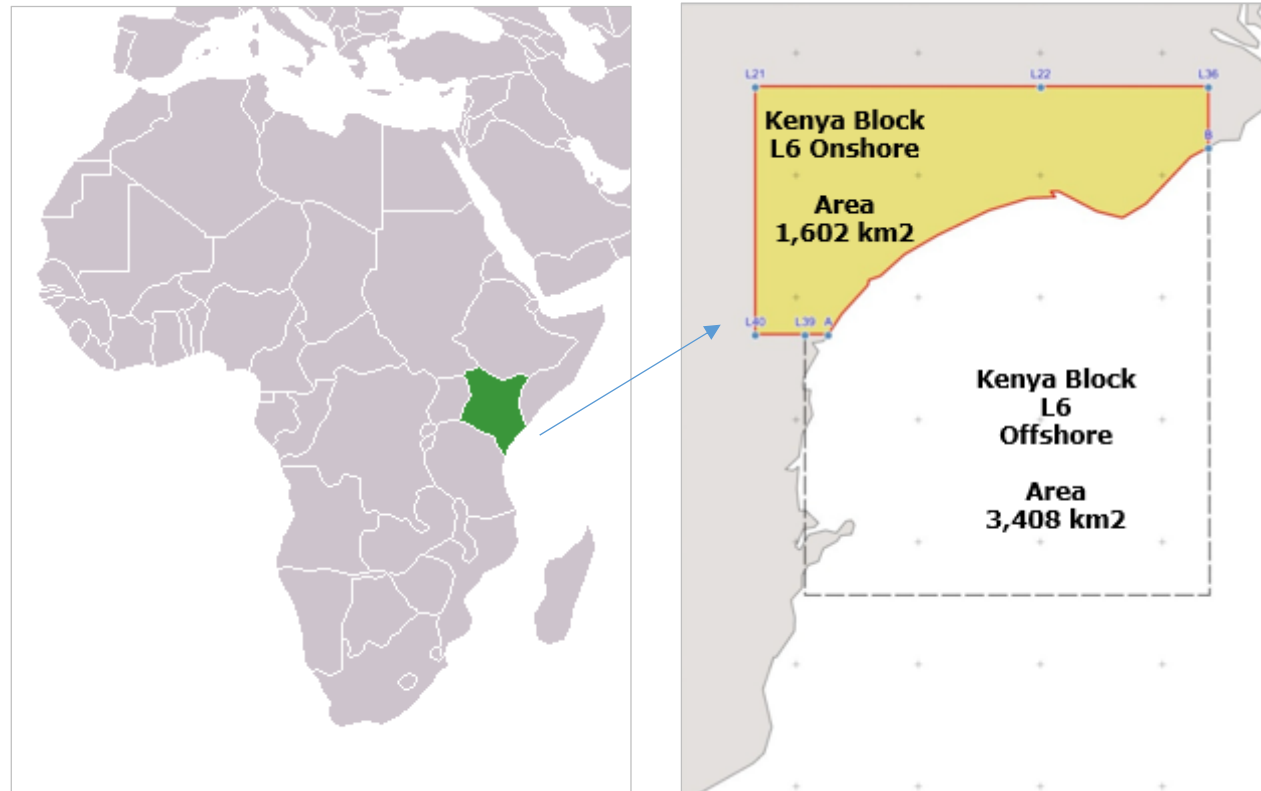 L21
L22
L36
Kenya Block
L6 Onshore
B
Area
1,602 km2
L40
L39
A
Kenya Block
L6
Offshore
Area
3,408 km2